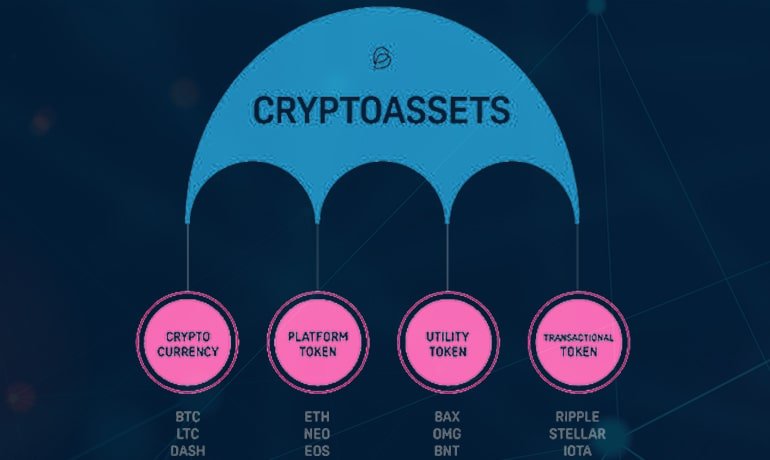 CRYPTOASSETS
CRYPTO
CURRENCY
PLATFORM
TOKEN
UTILITY
TOKEN
TRANSACTIONAL
TOKEN
BTC
LTC
DASH
ETH
NEO
EOS
BAX
OMG
BNT
RIPPLE
STELLAR
IOTA